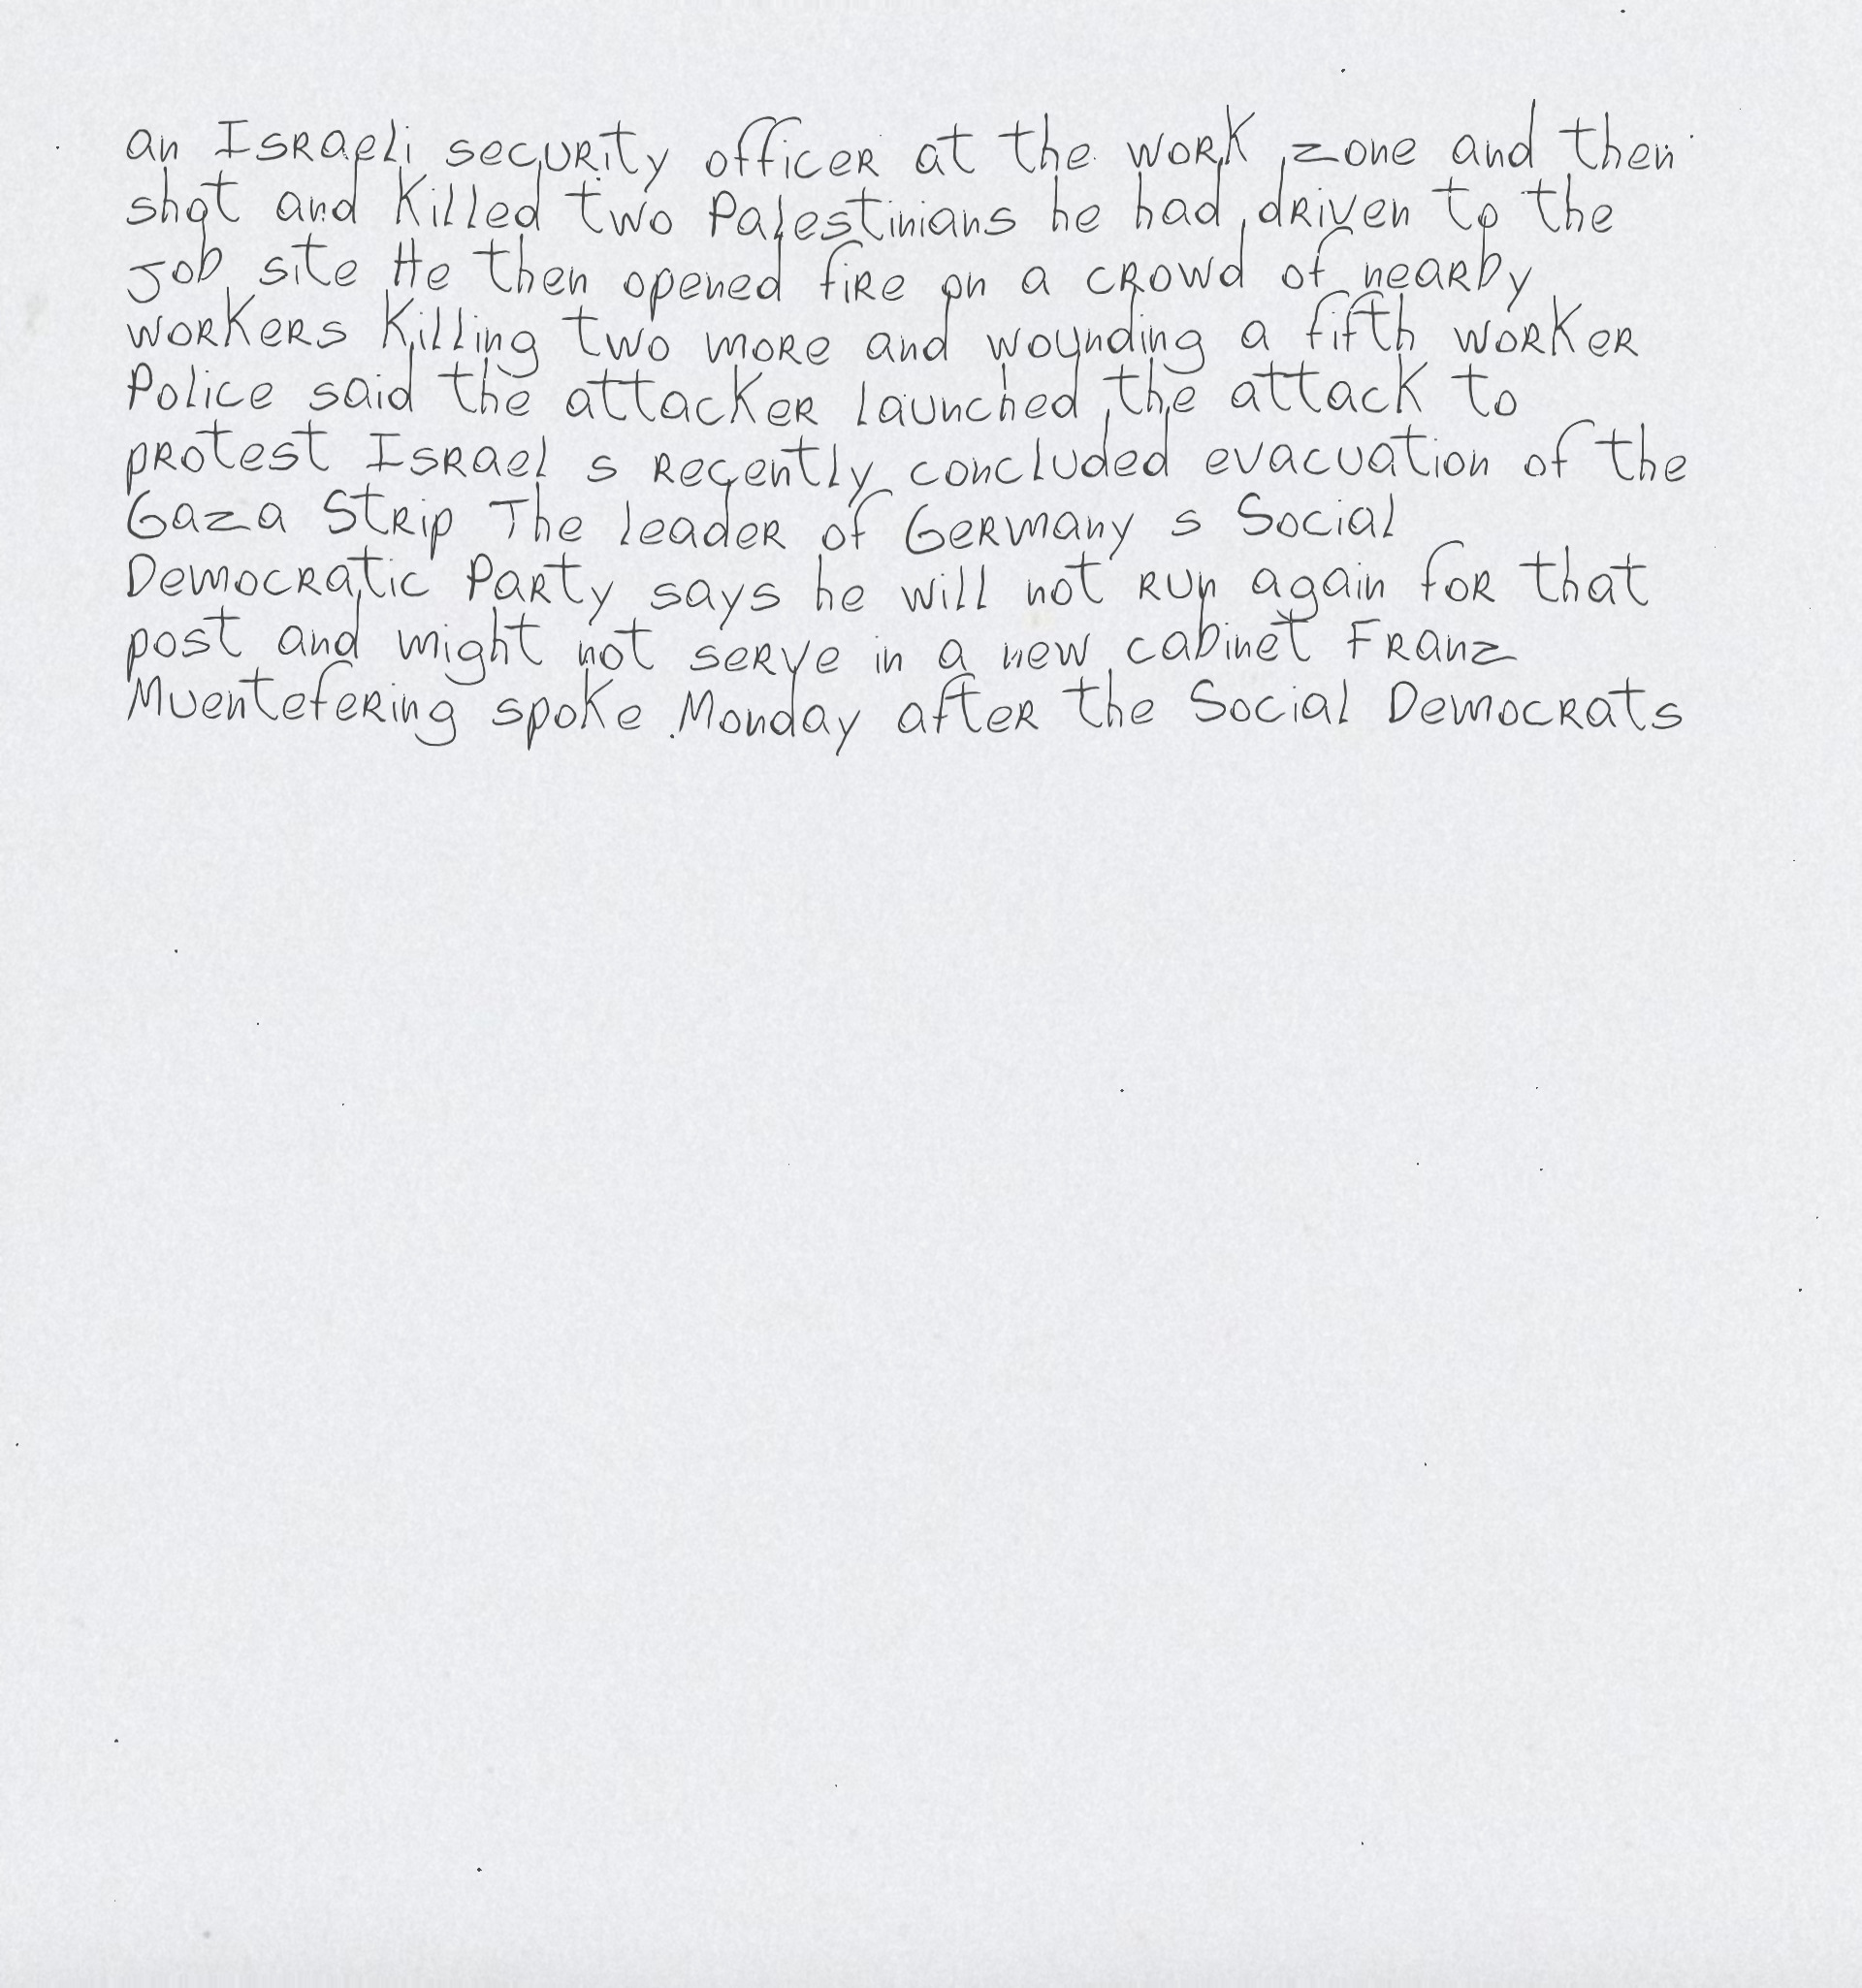 an Israeli security officer at the work zone and then
shot and killed two Palestinians he had driven to the
job site He then opened fire on a crowd of nearby
workers killing two more and wounding a fifth worker
Police said the attacker launched the attack to
protest Israel s recently concluded evacuation of the
Gaza Strip The leader of Germany s Social
Democratic Party says he will not run again for that
post and might not serve in a new cabinet Franz
Muentefering spoke Monday after the Social Democrats